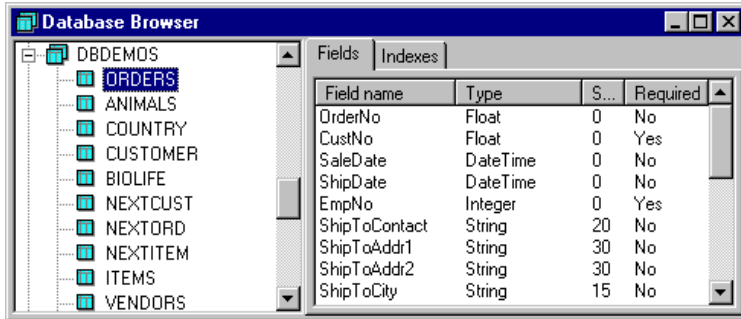 Database Browser
DBDEMOS
ORDERS
ANIMALS
COUNTRY
CUSTOMER
BIOLIFE
NEXTCUST
NEXTORD
NEXTITEM
ITEMS
VENDORS
Fields Indexes
Field name Type S... Required
OrderNo Float 0 No
CustNo Float 0 Yes
SaleDate DateTime 0 No
ShipDate DateTime 0 No
EmpNo Integer 0 Yes
ShipToContact String 20 No
ShipToAddr1 String 30 No
ShipToAddr2 String 30 No
ShipToCity String 15 No